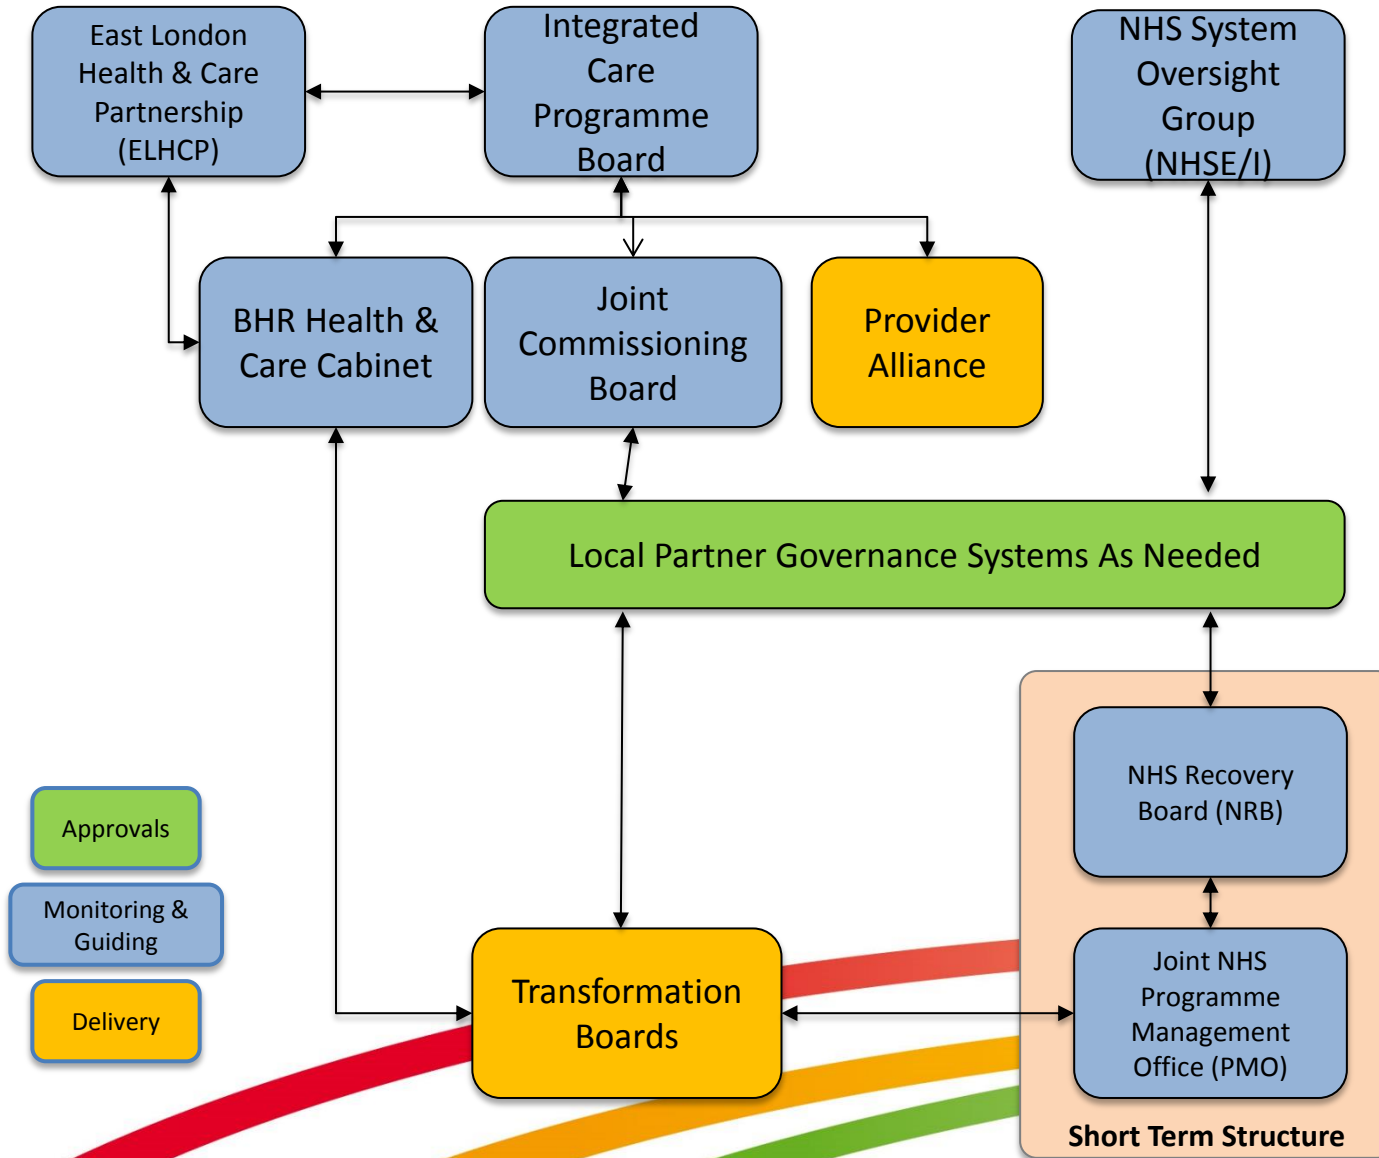 East London
Health & Care
Partnership
(ELHCP)
Integrated
Care
Programme
Board
NHS System
Oversight
Group
(NHSE/I)
BHR Health &
Care Cabinet
Joint
Commissioning
Board
Provider
Alliance
Local Partner Governance Systems As Needed
NHS Recovery
Board (NRB)
Approvals
Monitoring &
Guiding
Delivery
Transformation
Boards
Joint NHS
Programme
Management
Office (PMO)
Short Term Structure